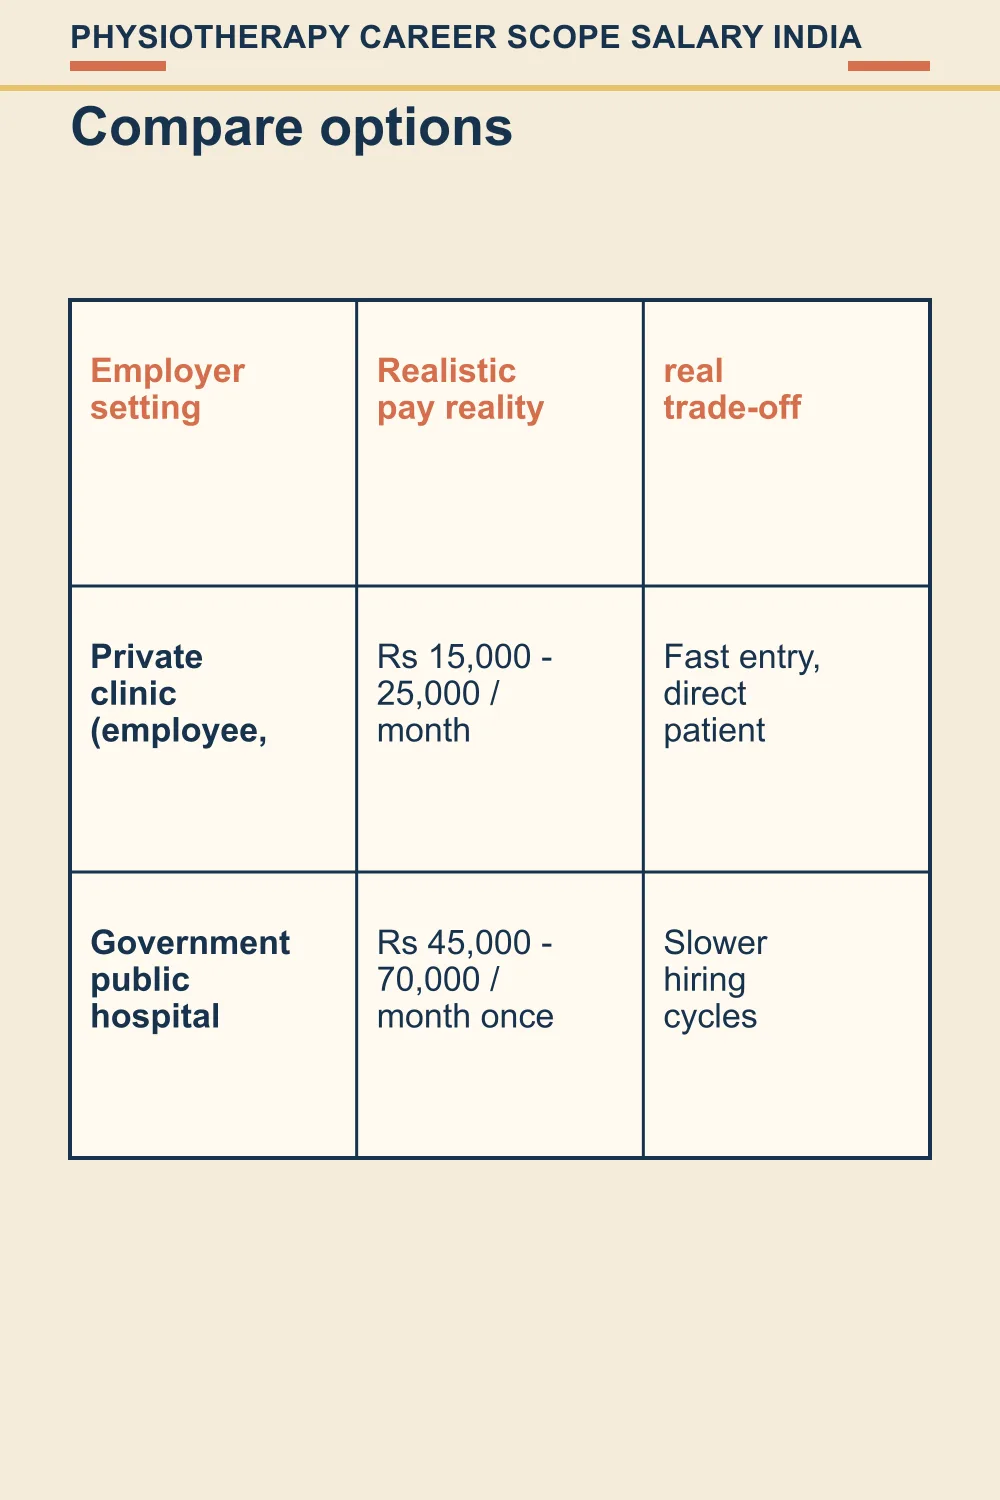 PHYSIOTHERAPY CAREER SCOPE SALARY INDIA
Compare options
Employer
setting
Realistic
pay reality
real
trade-off
Private
clinic
(employee,
Rs 15,000 -
25,000 /
month
Fast entry,
direct
patient
Government
public
hospital
Rs 45,000 -
70,000 /
month once
Slower
hiring
cycles